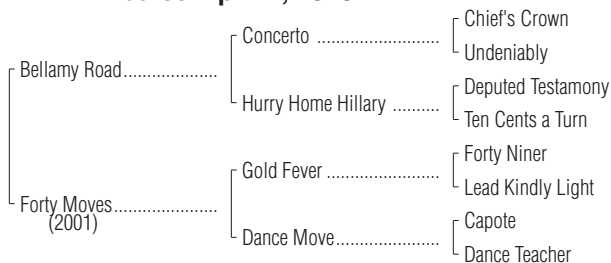 Concerto ................................
Chief's Crown
Undeniably
Bellamy Road.........................
Hurry Home Hillary ............
Deputed Testamony
Ten Cents a Turn
Gold Fever ..............................
Forty Niner
Lead Kindly Light
Forty Moves............................
(2001)
Dance Move............................
Capote
Dance Teacher